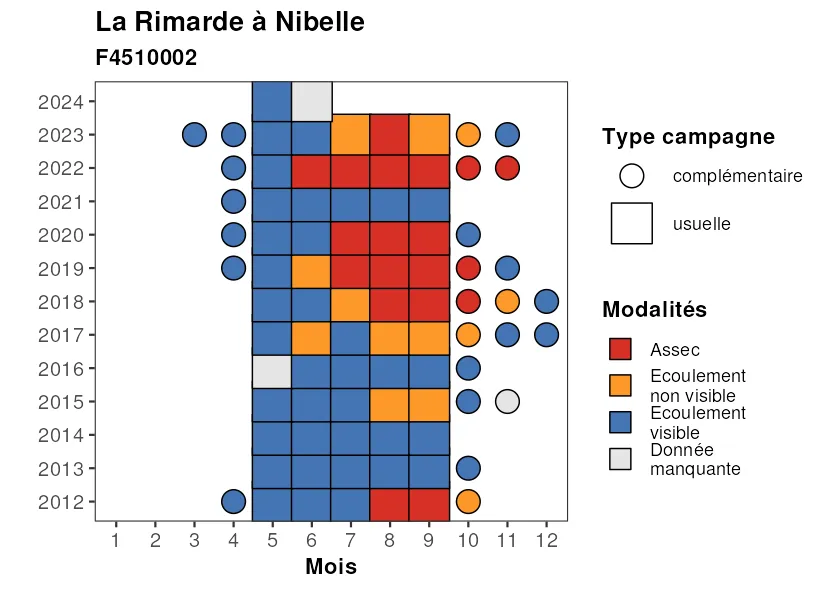 La Rimarde à Nibelle
F4510002
2024
2023
2022
2021
2020
2019
2018
2017
2016
2015
2014
2013
2012
1 2 3 4 5 6 7 8 9 10 11 12
Mois
Type campagne
complémentaire
usuelle
Modalités
Assec
Ecoulement
non visible
Ecoulement
visible
Donnée
manquante